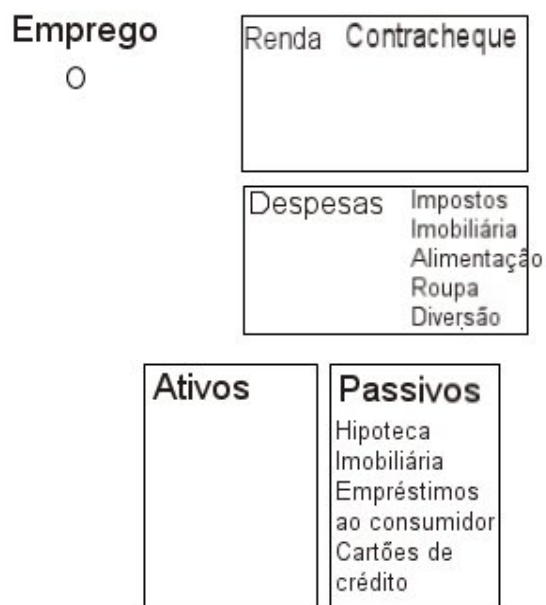 Emprego
O
Renda Contracheque
Despesas Impostos
Imobiliária
Alimentação
Roupa
Diversão
Ativos
Passivos
Hipoteca
Imobiliária
Empréstimos
ao consumidor
Cartões de
crédito